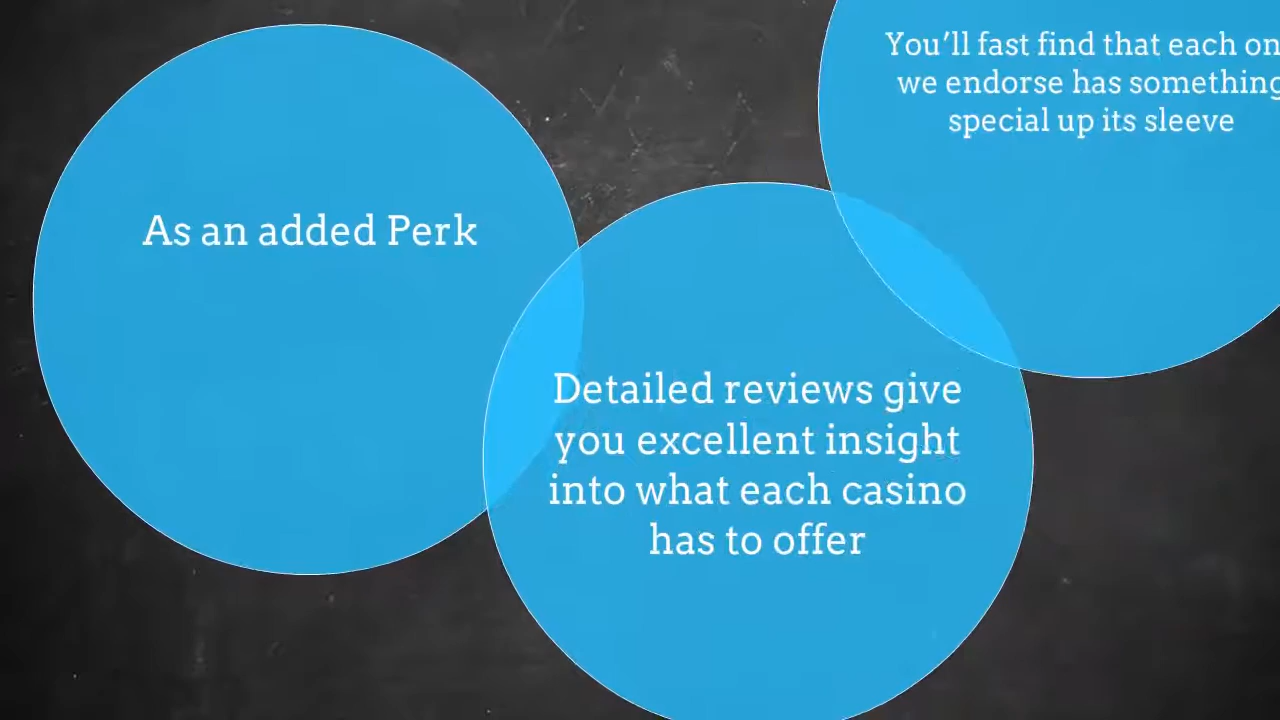 As an added Perk
Detailed reviews give
you excellent insight
into what each casino
has to offer
You’ll fast find that each
we endorse has something
special up its sleeve